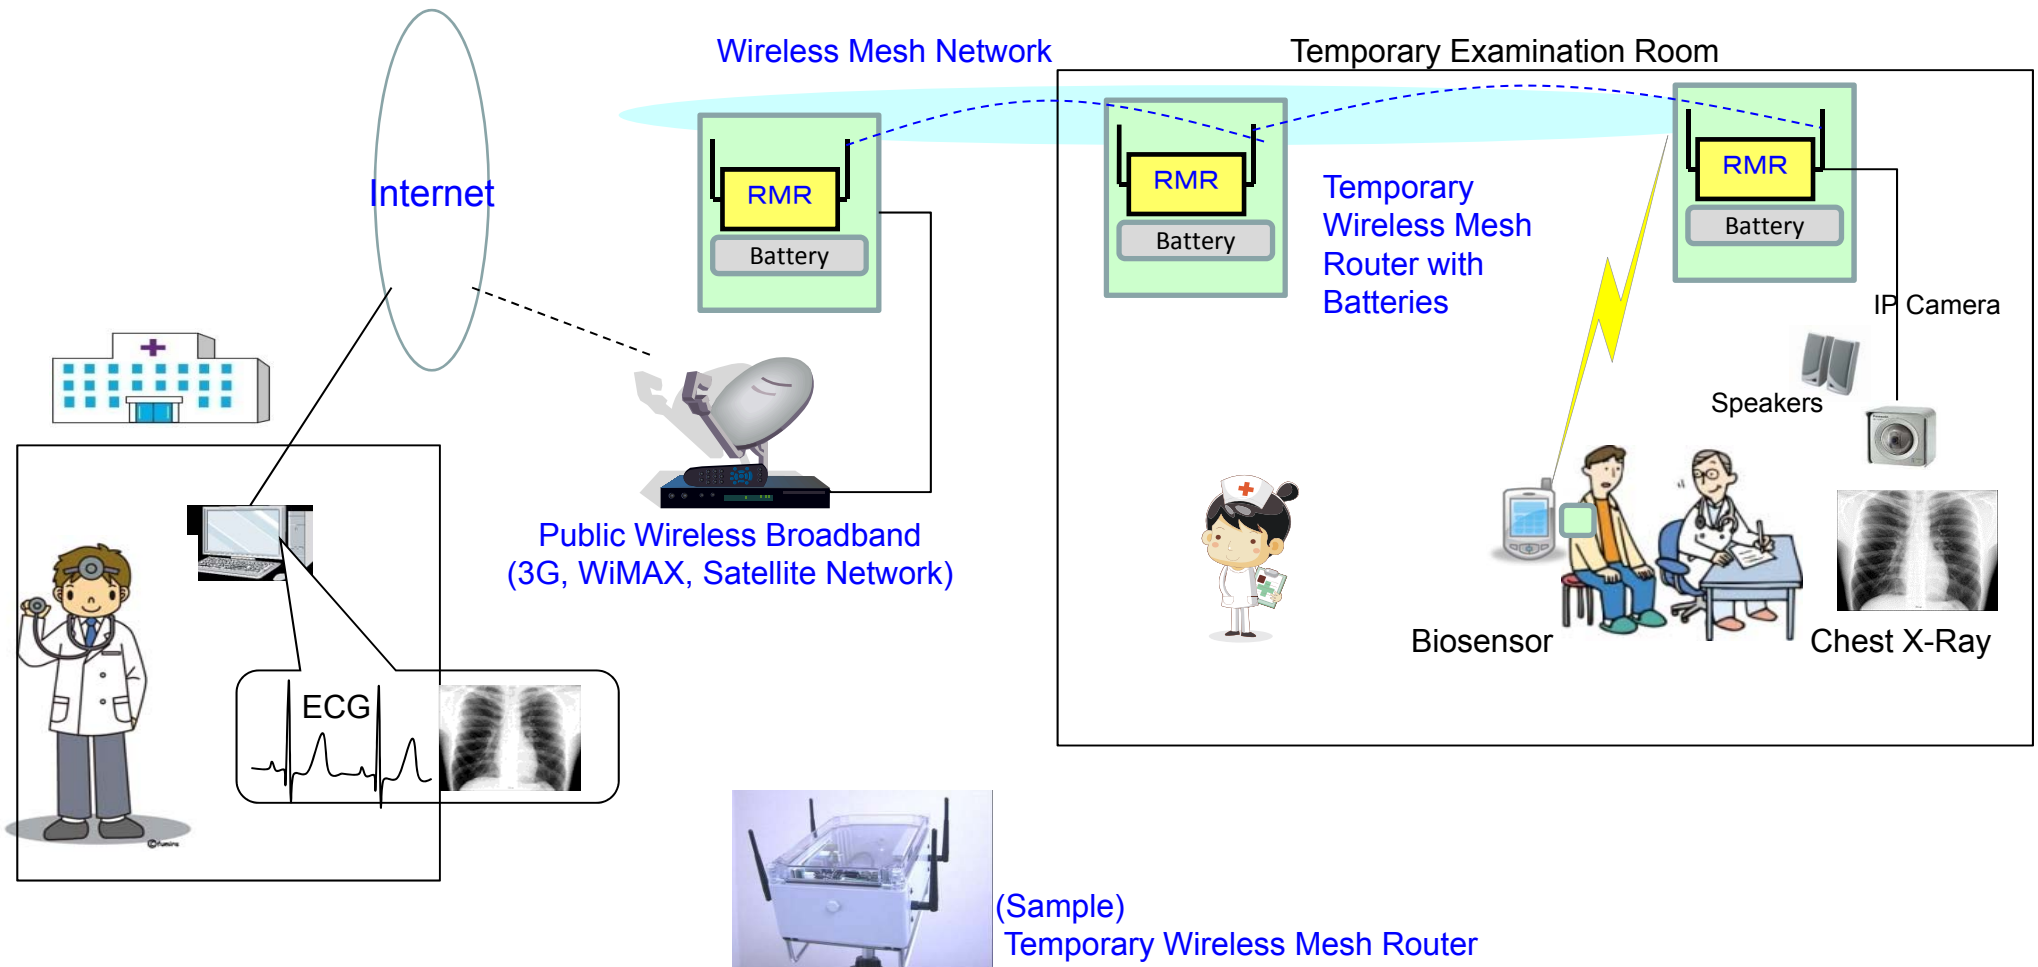 Wireless Mesh Network
Temporary Examination Room
Internet
RMR
Battery
RMR
Battery
RMR
Battery
Temporary
Wireless Mesh
Router with
Batteries
IP Camera
Speakers
Public Wireless Broadband
(3G, WiMAX, Satellite Network)
Biosensor
Chest X-Ray
ECG
(Sample)
Temporary Wireless Mesh Router